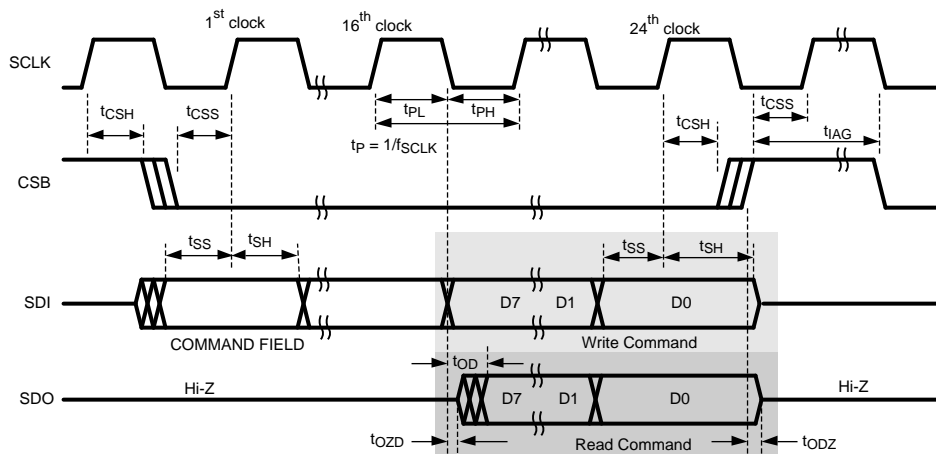 1st clock 16th clock 24th clock
SCLK
tCSH tCSS tPL tPH tCSH tCSS
tP = 1/fSCLK tIAG
CSB
tSS tSH tSS tSH
SDI D7 D1 D0
COMMAND FIELD Write Command
tOD
Hi-Z Hi-Z
SDO D7 D1 D0
tOZD Read Command tODZ